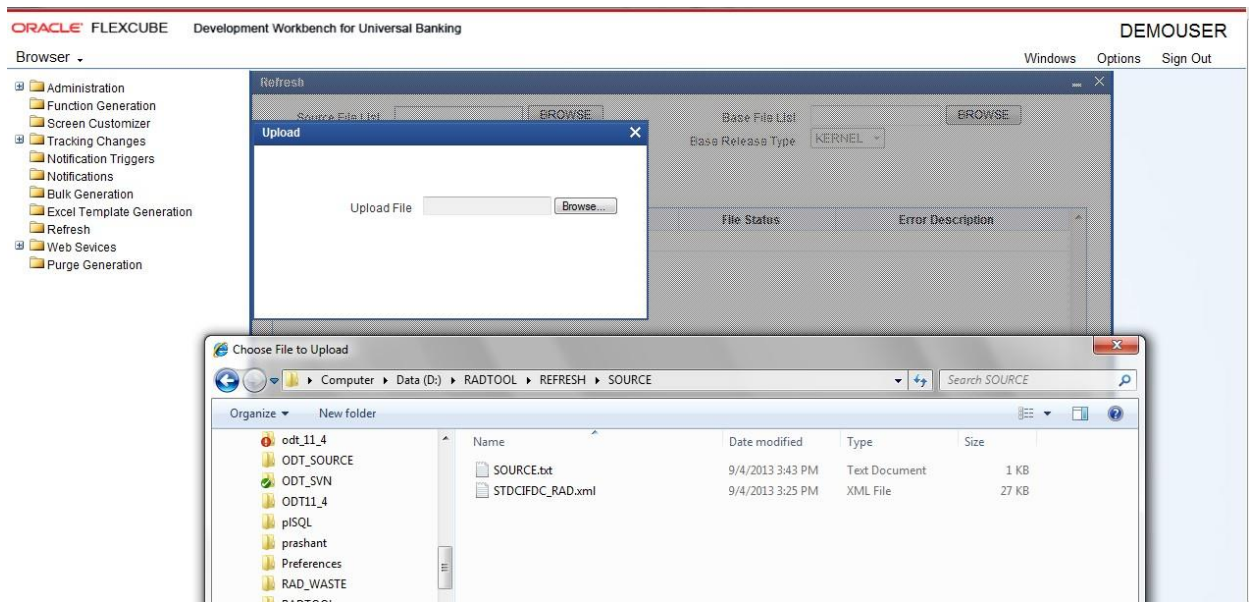 ORACLE FLEXCUBE Development Workbench for Universal Banking DEMOUSER
Browser Windows Options Sign Out
Administration
Function Generation
Screen Customizer
Tracking Changes
Notification Triggers
Notifications
Bulk Generation
Excel Template Generation
Refresh
Web Sevices
Purge Generation
Refresh
Source File List BROWSE Base File List BROWSE
Base Release Type KERNEL
File Status Error Description
Upload
Upload File Browse...
Choose File to Upload
Computer Data (D:) RADTOOL REFRESH SOURCE Search SOURCE
Organize New folder
odt_11_4
ODT_SOURCE
ODT_SVN
ODT11_4
plSQL
prashant
Preferences
RAD_WASTE
RADTOOL
Name Date modified Type Size
SOURCE.txt 9/4/2013 3:43 PM Text Document 1 KB
STDCIFDC_RAD.xml 9/4/2013 3:25 PM XML File 27 KB